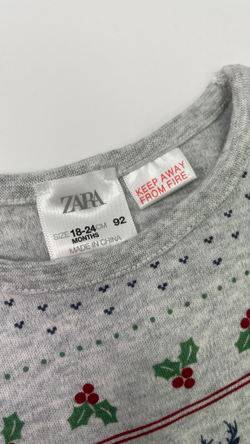 ZARA
SIZE 18-24 CM 92
MONTHS
MADE IN CHINA
KEEP AWAY
FROM FIRE